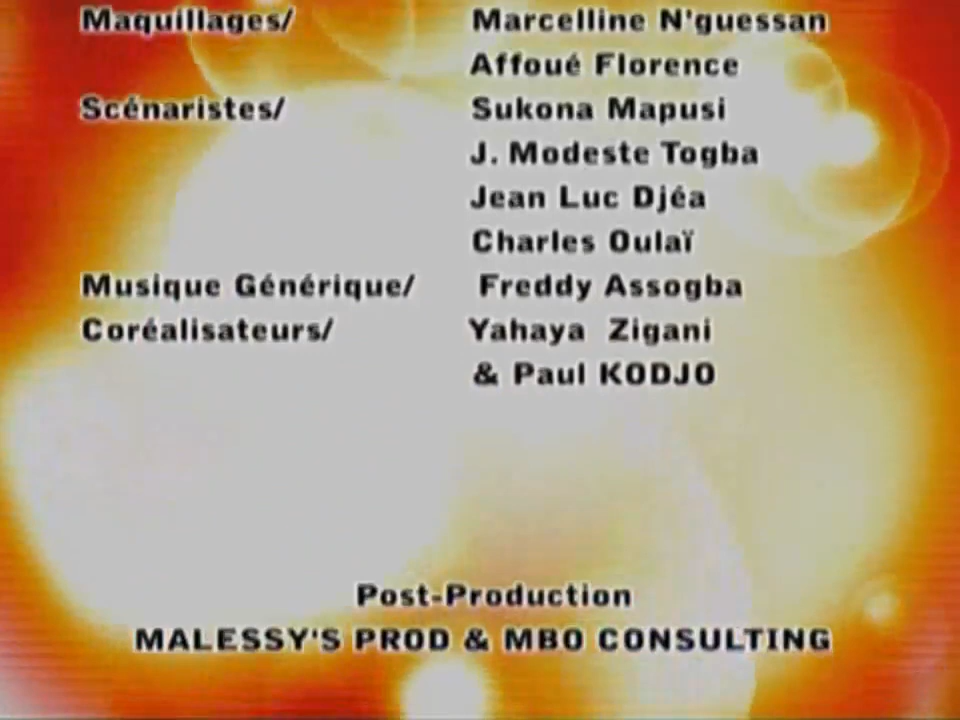 Maquillages/ Marcelline N'guessan
Affoué Florence
Scénaristes/ Sukona Mapusi
J. Modeste Togba
Jean Luc Djéa
Charles Oulaï
Musique Générique/ Freddy Assogba
Coréalisateurs/ Yahaya Zigani
& Paul KODJO
Post-Production
MALESSY'S PROD & MBO CONSULTING